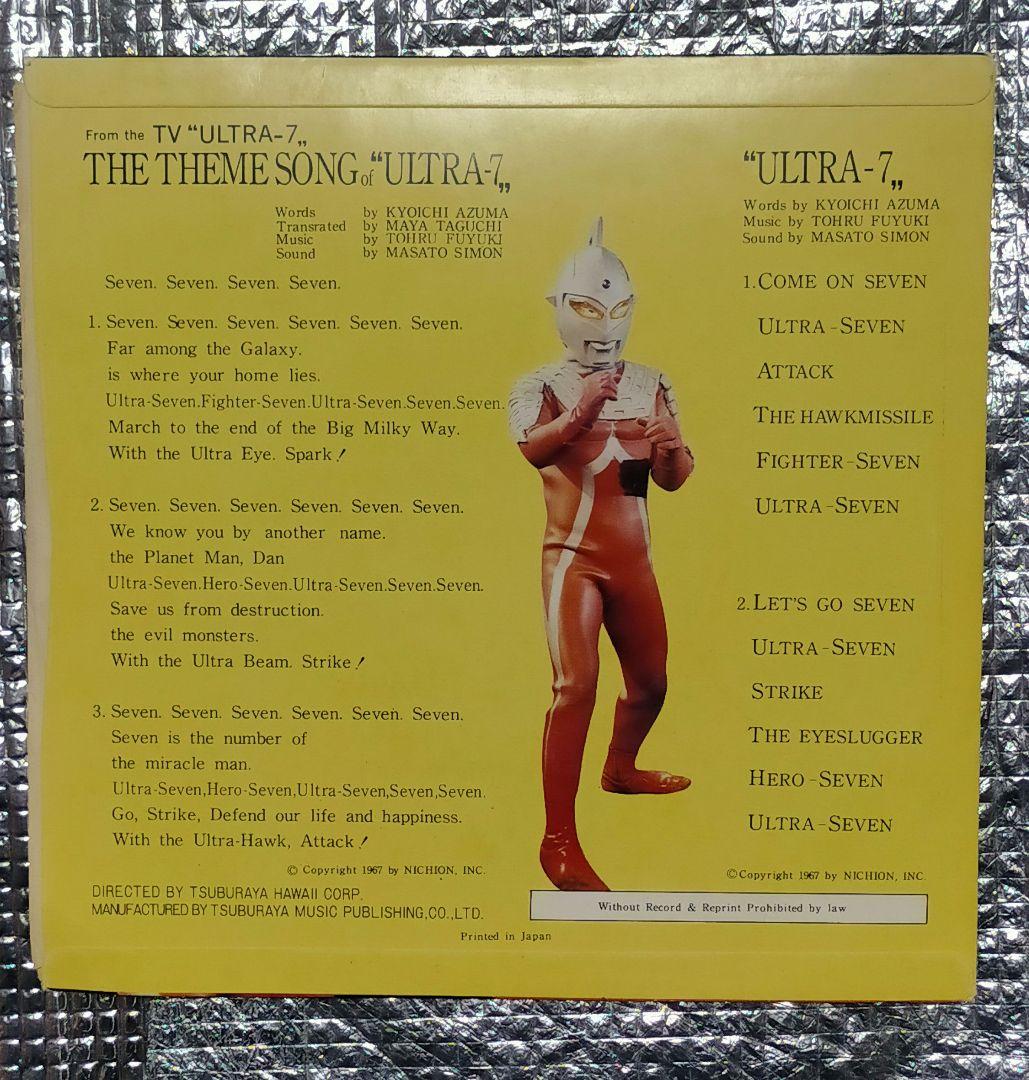 From the TV “ULTRA-7„
THE THEME SONG of “ULTRA-7„
Words by KYOICHI AZUMA
Transrated by MAYA TAGUCHI
Music by TOHRU FUYUKI
Sound by MASATO SIMON
Seven. Seven. Seven. Seven.
1. Seven. Seven. Seven. Seven. Seven. Seven.
Far among the Galaxy.
is where your home lies.
Ultra-Seven.Fighter-Seven.Ultra-Seven.Seven.Seven.
March to the end of the Big Milky Way.
With the Ultra Eye. Spark!
2. Seven. Seven. Seven. Seven. Seven. Seven.
We know you by another name.
the Planet Man, Dan
Ultra-Seven.Hero-Seven.Ultra-Seven.Seven.Seven.
Save us from destruction.
the evil monsters.
With the Ultra Beam. Strike!
3. Seven. Seven. Seven. Seven. Seven. Seven.
Seven is the number of
the miracle man.
Ultra-Seven,Hero-Seven,Ultra-Seven,Seven,Seven.
Go, Strike, Defend our life and happiness.
With the Ultra-Hawk, Attack!
© Copyright 1967 by NICHION, INC.
DIRECTED BY TSUBURAYA HAWAII CORP.
MANUFACTURED BY TSUBURAYA MUSIC PUBLISHING,CO.,LTD.
“ULTRA-7„
Words by KYOICHI AZUMA
Music by TOHRU FUYUKI
Sound by MASATO SIMON
1. COME ON SEVEN
ULTRA-SEVEN
ATTACK
THE HAWKMISSILE
FIGHTER-SEVEN
ULTRA-SEVEN
2. LET'S GO SEVEN
ULTRA-SEVEN
STRIKE
THE EYESLUGGER
HERO-SEVEN
ULTRA-SEVEN
© Copyright 1967 by NICHION, INC.
Without Record & Reprint Prohibited by law
Printed in Japan